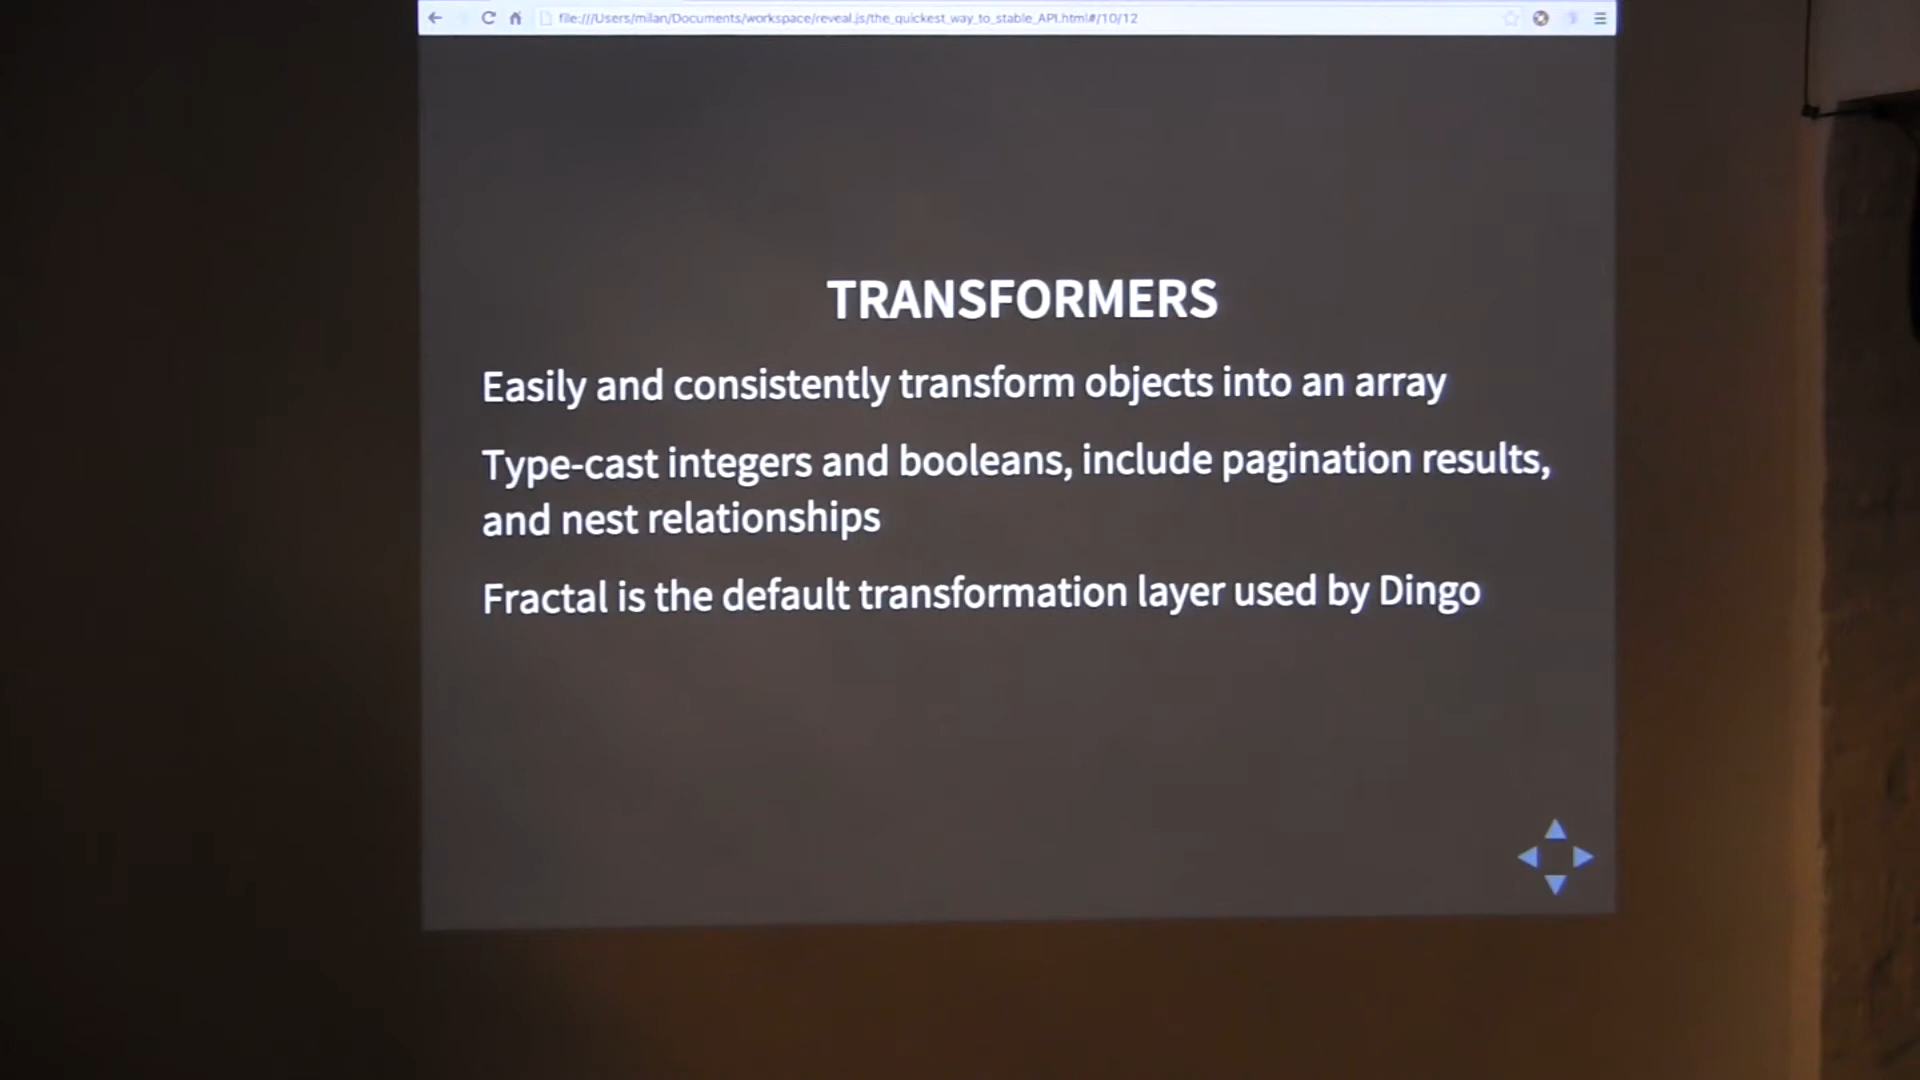 file:///Users/milan/Documents/workspace/reveal.js/the_quickest_way_to_stable_API.html#/10/12
TRANSFORMERS
Easily and consistently transform objects into an array
Type-cast integers and booleans, include pagination results,
and nest relationships
Fractal is the default transformation layer used by Dingo